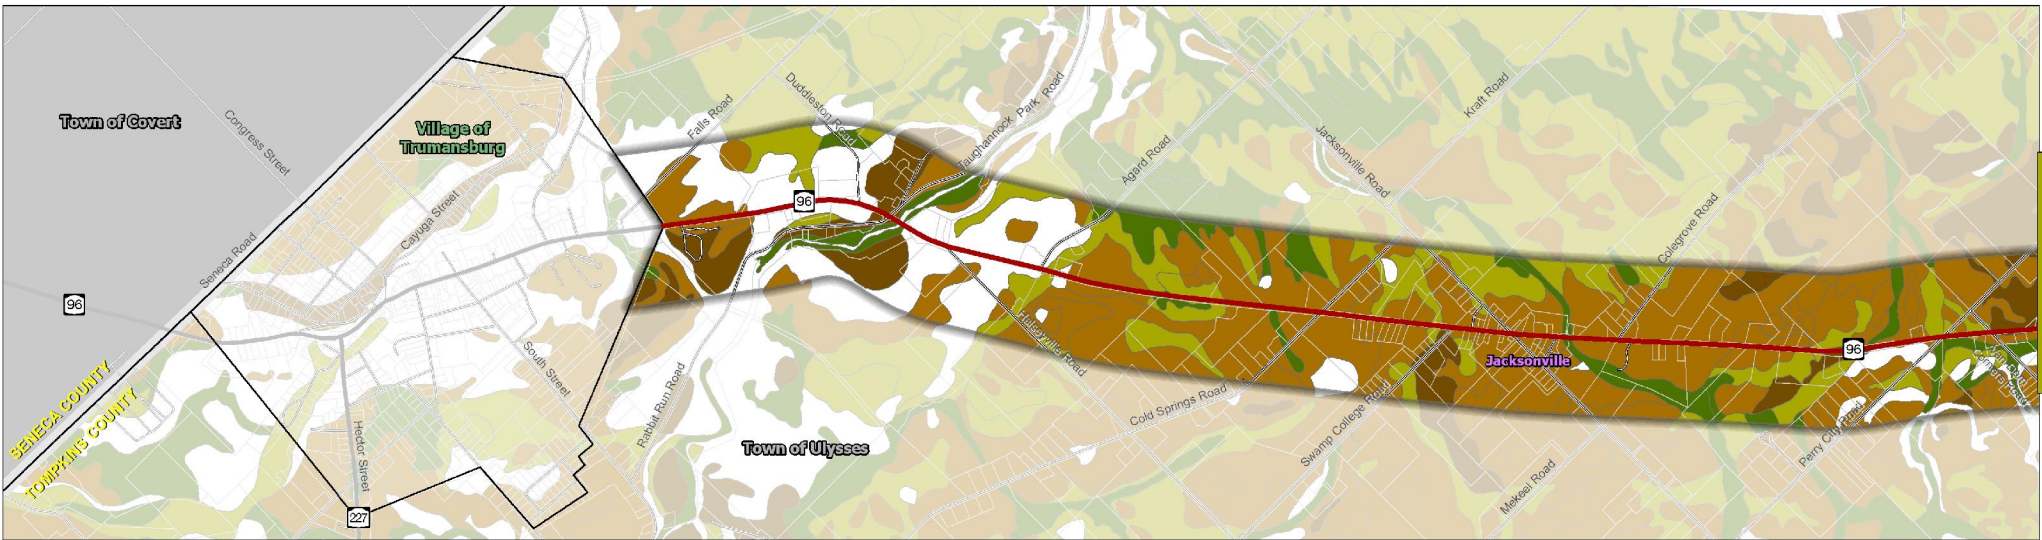 Town of Covert
Congress Street
Village of
Trumansburg
Cayuga Street
Seneca Road
96
SENECA COUNTY
TOMPKINS COUNTY
Hector Street
227
South Street
Rabbit Run Road
Falls Road
Duddleston Road
96
Taughannock Park Road
Agard Road
Halseyville Road
Town of Ulysses
Cold Springs Road
Jacksonville Road
Kraft Road
Colegrove Road
Jacksonville
Swamp College Road
Mekeel Road
Perry City Road
96